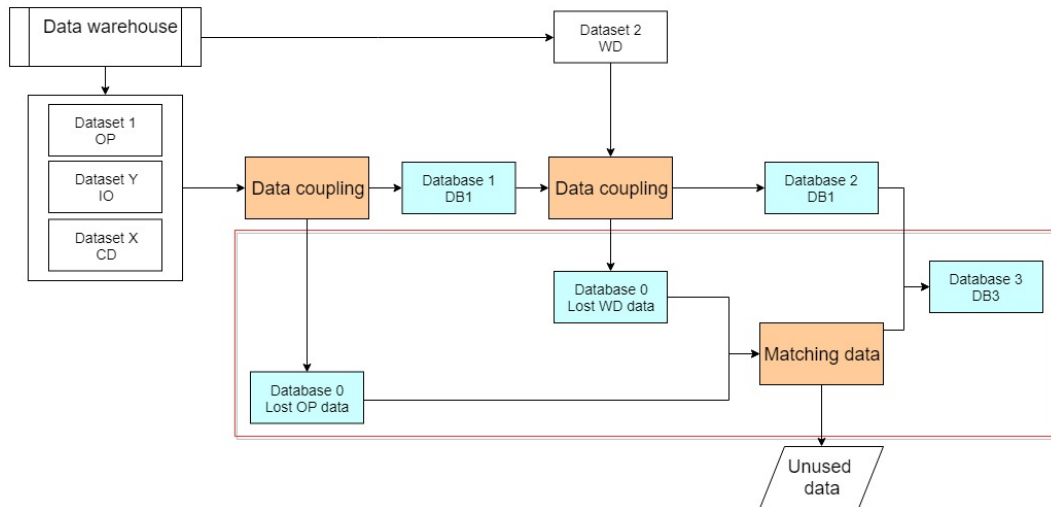 Data warehouse
Dataset 2
WD
Dataset 1
OP
Dataset Y
IO
Dataset X
CD
Data coupling
Database 1
DB1
Data coupling
Database 2
DB1
Database 0
Lost WD data
Database 3
DB3
Matching data
Database 0
Lost OP data
Unused
data